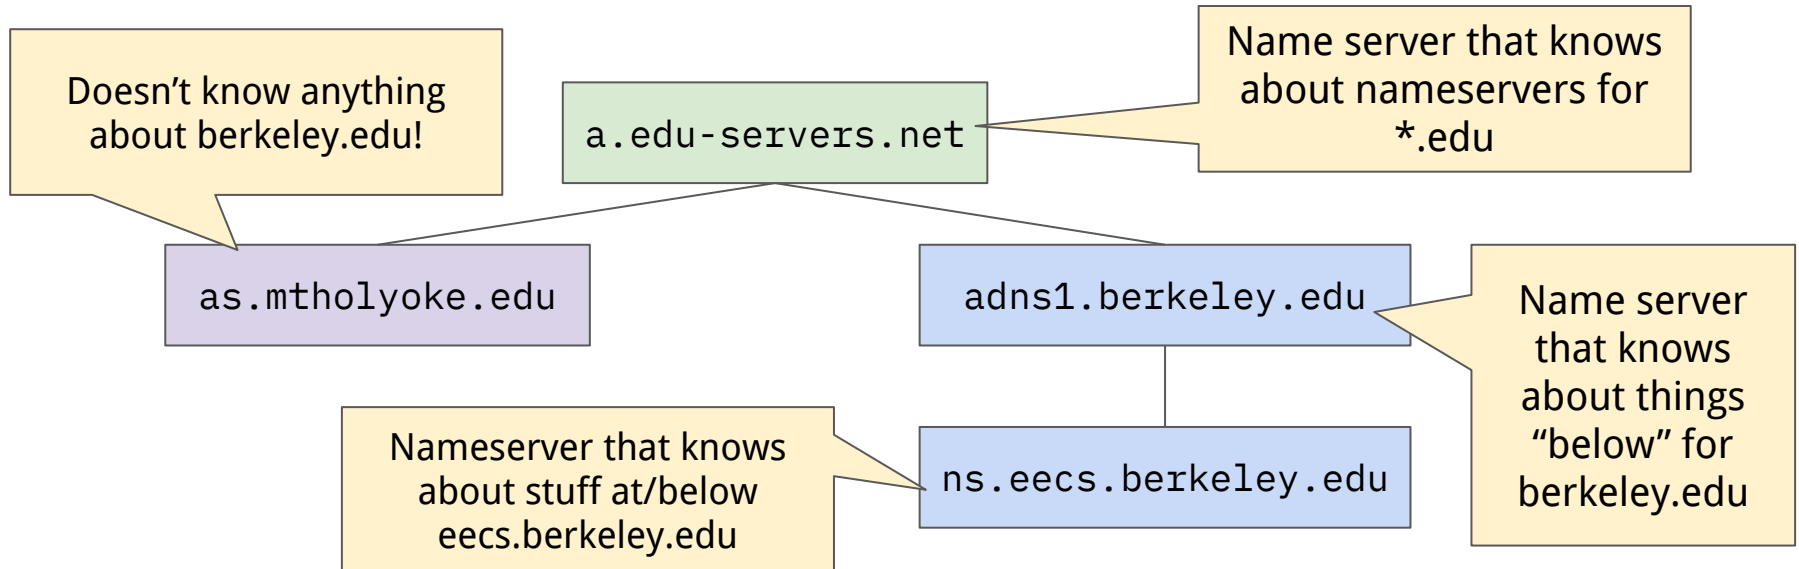 Doesn’t know anything
about berkeley.edu!
a.edu-servers.net
Name server that knows
about nameservers for
*.edu
as.mtholyoke.edu
adns1.berkeley.edu
Name server
that knows
about things
“below” for
berkeley.edu
Nameserver that knows
about stuff at/below
eecs.berkeley.edu
ns.eecs.berkeley.edu